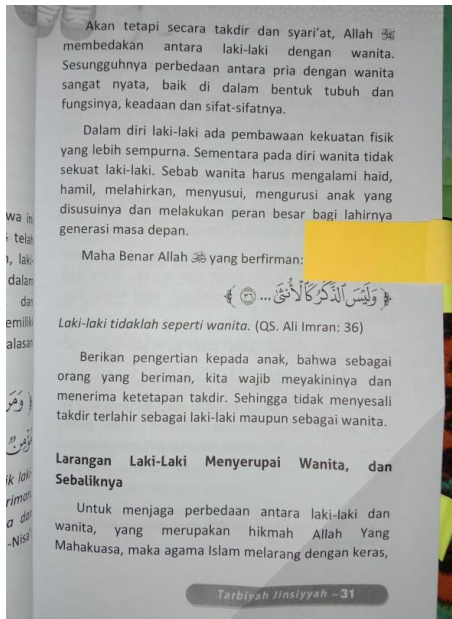 Akan tetapi secara takdir dan syari'at, Allah ﷻ
membedakan antara laki-laki dengan wanita.
Sesungguhnya perbedaan antara pria dengan wanita
sangat nyata, baik di dalam bentuk tubuh dan
fungsinya, keadaan dan sifat-sifatnya.
Dalam diri laki-laki ada pembawaan kekuatan fisik
yang lebih sempurna. Sementara pada diri wanita tidak
sekuat laki-laki. Sebab wanita harus mengalami haid,
hamil, melahirkan, menyusui, mengurusi anak yang
disusuinya dan melakukan peran besar bagi lahirnya
generasi masa depan.
Maha Benar Allah ﷻ yang berfirman:
﴿ وَلَيْسَ ٱلذَّكَرُ كَٱلْأُنثَىٰ ... ٣٦ ﴾
Laki-laki tidaklah seperti wanita. (QS. Ali Imran: 36)
Berikan pengertian kepada anak, bahwa sebagai
orang yang beriman, kita wajib meyakininya dan
menerima ketetapan takdir. Sehingga tidak menyesali
takdir terlahir sebagai laki-laki maupun sebagai wanita.
Larangan Laki-Laki Menyerupai Wanita, dan
Sebaliknya
Untuk menjaga perbedaan antara laki-laki dan
wanita, yang merupakan hikmah Allah Yang
Mahakuasa, maka agama Islam melarang dengan keras,
Tarbiyah Jinsiyyah –31